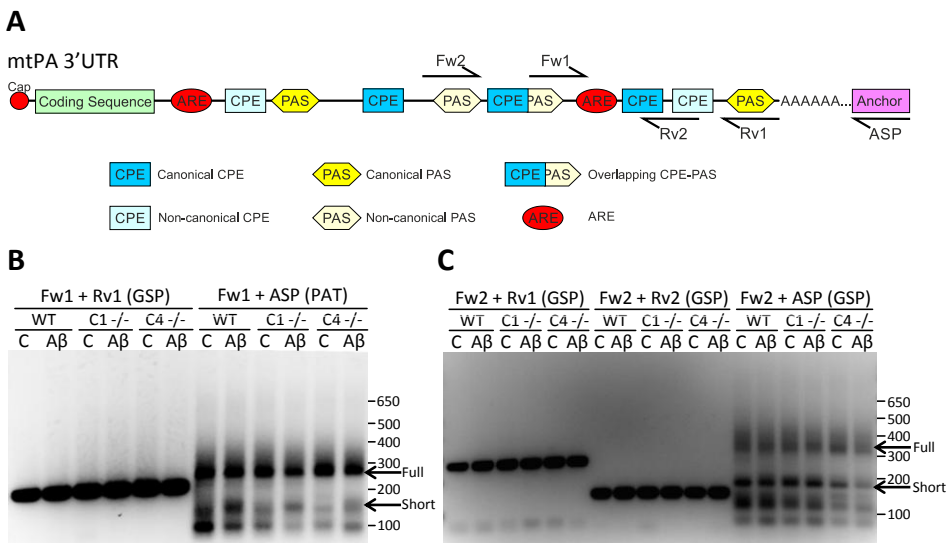 A
mtPA 3'UTR
Cap
Fw2 Fw1
Coding Sequence ARE CPE PAS CPE PAS CPE PAS ARE CPE CPE PAS AAAAAA... Anchor
Rv2 Rv1 ASP
CPE Canonical CPE PAS Canonical PAS CPE PAS Overlapping CPE-PAS
CPE Non-canonical CPE PAS Non-canonical PAS ARE ARE
B
Fw1 + Rv1 (GSP) Fw1 + ASP (PAT)
WT C1 -/- C4 -/- WT C1 -/- C4 -/-
C Aβ C Aβ C Aβ C Aβ C Aβ C Aβ
650
500
400
300
Full
200
Short
100
C
Fw2 + Rv1 (GSP) Fw2 + Rv2 (GSP) Fw2 + ASP (GSP)
WT C1 -/- C4 -/- WT C1 -/- C4 -/- WT C1 -/- C4 -/-
C Aβ C Aβ C Aβ C Aβ C Aβ C Aβ C Aβ C Aβ C Aβ
650
500
400
Full
300
200
Short
100